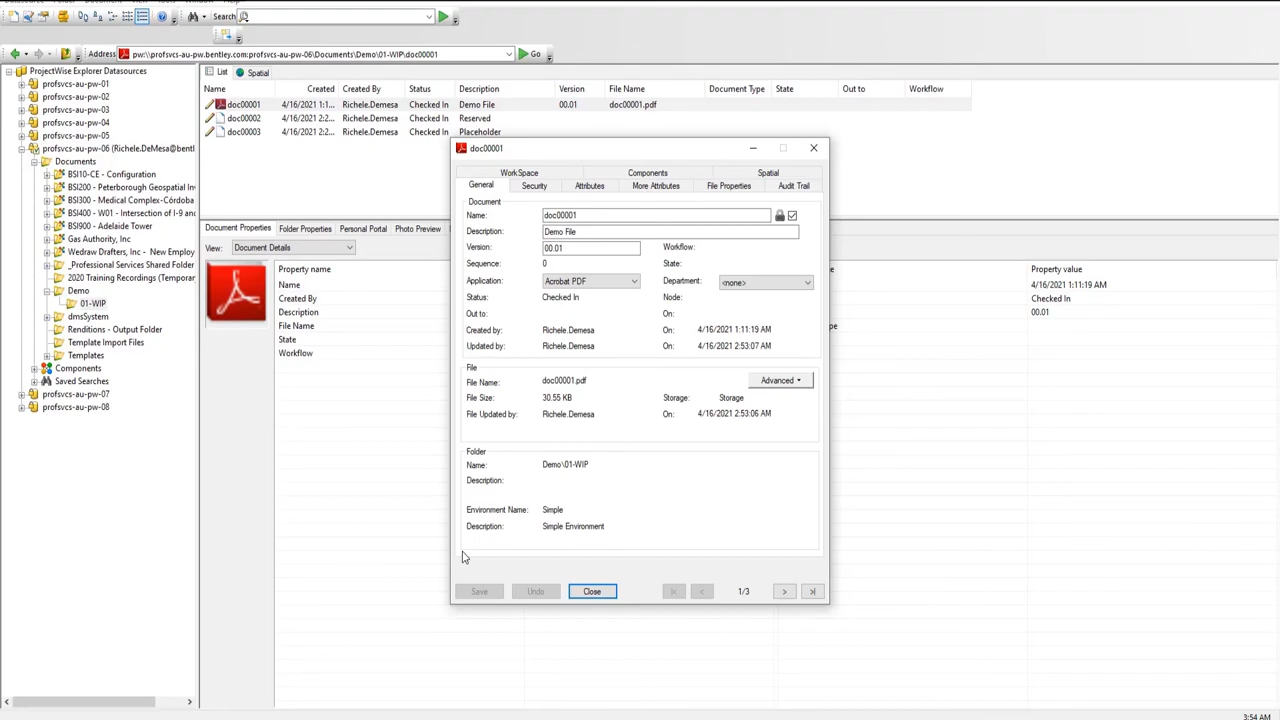 Search
Address pw:\\profsvcs-au-pw.bentley.com:profsvcs-au-pw-06\Documents\Demo\01-WIP\doc00001 Go
ProjectWise Explorer Datasources
profsvcs-au-pw-01
profsvcs-au-pw-02
profsvcs-au-pw-03
profsvcs-au-pw-04
profsvcs-au-pw-05
profsvcs-au-pw-06 (Richele.DeMesa@bentl
Documents
BSI10-CE - Configuration
BSI200 - Peterborough Geospatial In
BSI300 - Medical Complex-Córdoba
BSI400 - W01 - Intersection of I-9 and
BSI900 - Adelaide Tower
Gas Authority, Inc
Wedraw Drafters, Inc - New Employ
_Professional Services Shared Folder
2020 Training Recordings (Temporar
Demo
01-WIP
dmsSystem
Renditions - Output Folder
Template Import Files
Templates
Components
Saved Searches
profsvcs-au-pw-07
profsvcs-au-pw-08
List Spatial
Name Created Created By Status Description Version File Name Document Type State Out to Workflow
doc00001 4/16/2021 1:1... Richele.Demesa Checked In Demo File 00.01 doc00001.pdf
doc00002 4/16/2021 2:2... Richele.Demesa Checked In Reserved
doc00003 4/16/2021 2:2... Richele.Demesa Checked In Placeholder
Document Properties Folder Properties Personal Portal Photo Preview
View: Document Details
Property name
Name
Created By
Description
File Name
State
Workflow
Property value
4/16/2021 1:11:19 AM
Checked In
00.01
doc00001
WorkSpace Components Spatial
General Security Attributes More Attributes File Properties Audit Trail
Document
Name: doc00001
Description: Demo File
Version: 00.01 Workflow:
Sequence: 0 State:
Application: Acrobat PDF Department: <none>
Status: Checked In Node:
Out to: On:
Created by: Richele.Demesa On: 4/16/2021 1:11:19 AM
Updated by: Richele.Demesa On: 4/16/2021 2:53:07 AM
File
File Name: doc00001.pdf Advanced
File Size: 30.55 KB Storage: Storage
File Updated by: Richele.Demesa On: 4/16/2021 2:53:06 AM
Folder
Name: Demo\01-WIP
Description:
Environment Name: Simple
Description: Simple Environment
Save Undo Close 1/3
3:54 AM